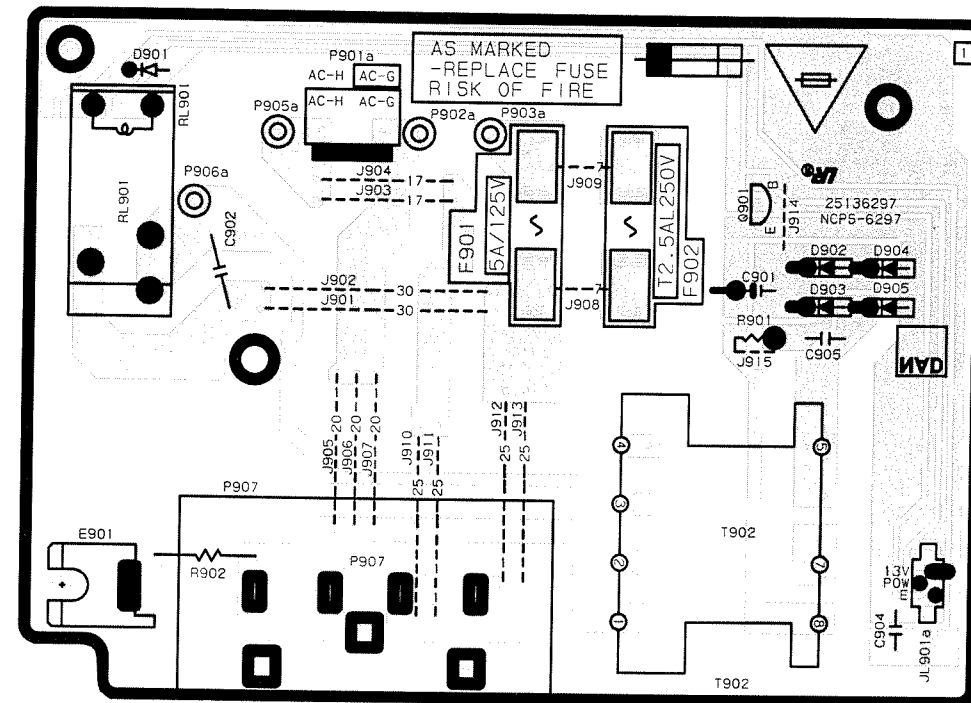 D901
P901a
AC-H AC-G
AC-H AC-G
AS MARKED
-REPLACE FUSE
RISK OF FIRE
1
RL901
RL901
P905a
P902a
P903a
P906a
C902
J904
17
J903
17
J902
30
J901
30
F901
5A/125V
J909
7
J908
7
T2.5AL250V
F902
Q901
B
E
J914
25136297
NCPS-6297
D902 D904
C901
D903 D905
R901
J915
C905
NAD
J905 20
J906 20
J907 20
J910 25
J911 25
J912 25
J913 25
P907
P907
E901
R902
4
3
2
1
5
7
8
T902
T902
13V
POW
E
C904
JL901a